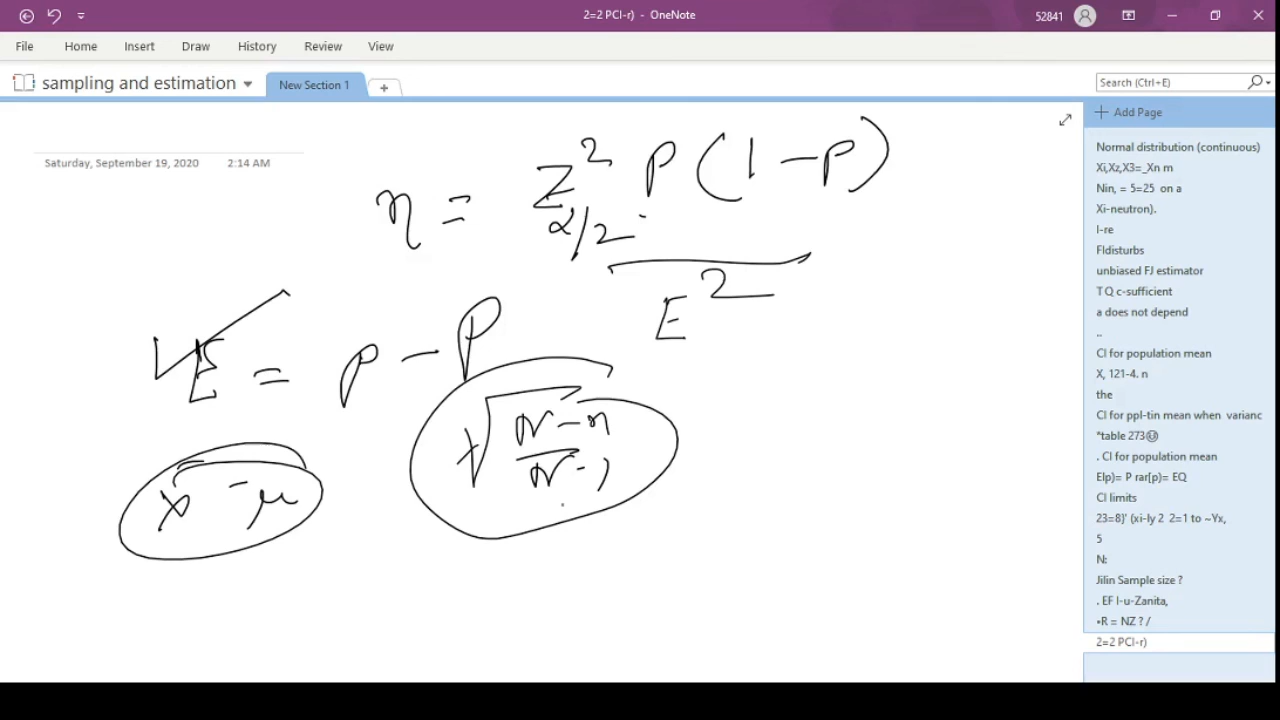 2=2 PCI-r) - OneNote
52841
File Home Insert Draw History Review View
sampling and estimation
New Section 1
Search (Ctrl+E)
Add Page
Saturday, September 19, 2020 2:14 AM
n = Z²α/2 P(1-p)
E²
E = p - P
√
N-n
N-1
x̄ - μ
Normal distribution (continuous)
Xi,Xz,X3=_Xn m
Nin, = 5=25 on a
Xi-neutron).
I-re
FIdisturbs
unbiased FJ estimator
T Q c-sufficient
a does not depend
..
CI for population mean
X, 121-4. n
the
CI for ppl-tin mean when varianc
*table 273😃
. CI for population mean
EIp)= P rar[p)= EQ
CI limits
23=8}' (xi-ly 2 2=1 to ~Yx,
5
N:
Jilin Sample size ?
. EF I-u-Zanita,
•R = NZ ? /
2=2 PCI-r)